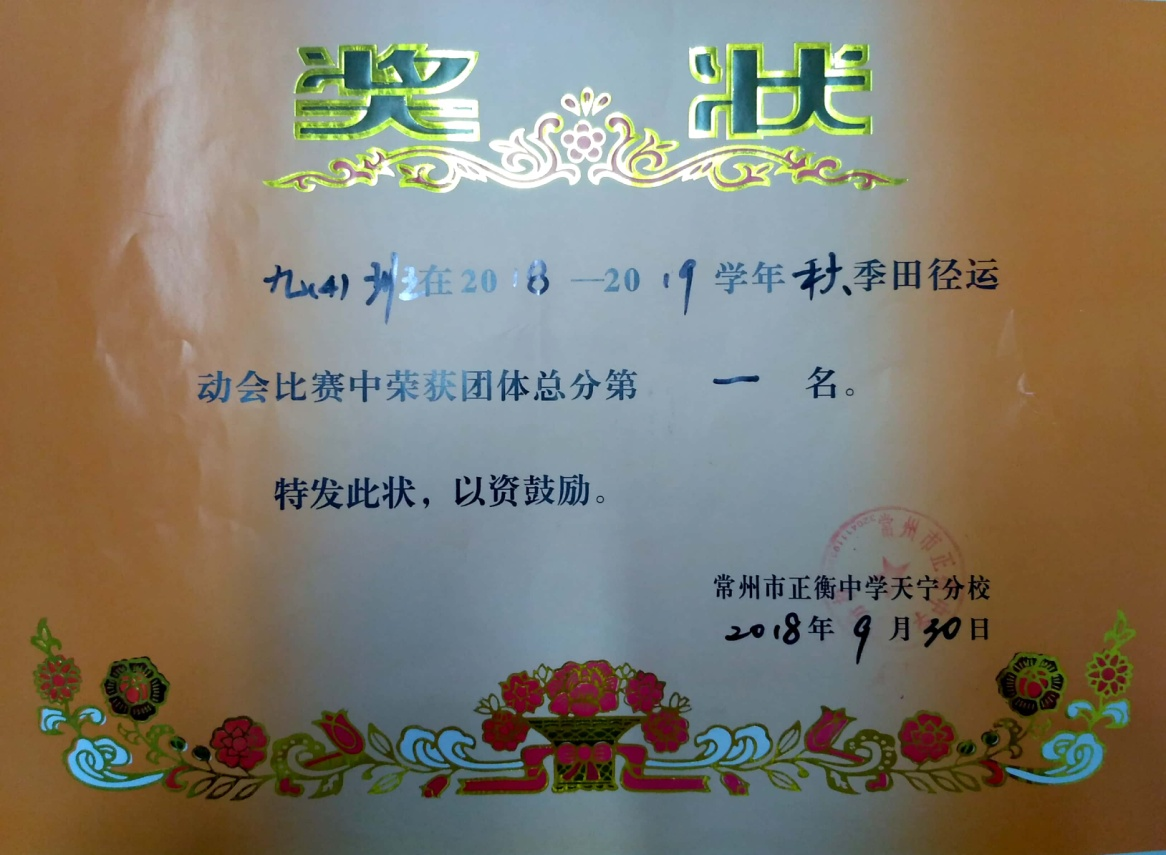 奖状
九(4)班在2018—2019学年秋季田径运
动会比赛中荣获团体总分第一名。
特发此状，以资鼓励。
常州市正衡中学天宁分校
2018年9月30日